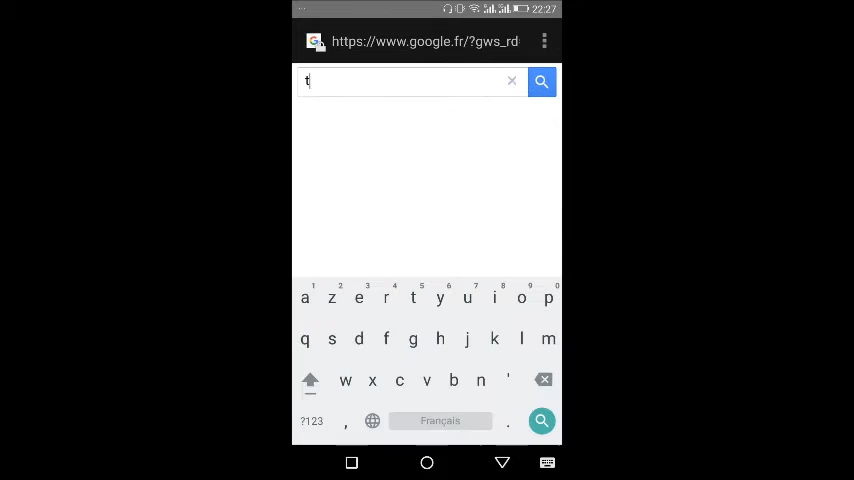 22:27
https://www.google.fr/?gws_rd
t
1 2 3 4 5 6 7 8 9 0
a z e r t y u i o p
q s d f g h j k l m
w x c v b n '
?123 , Français .